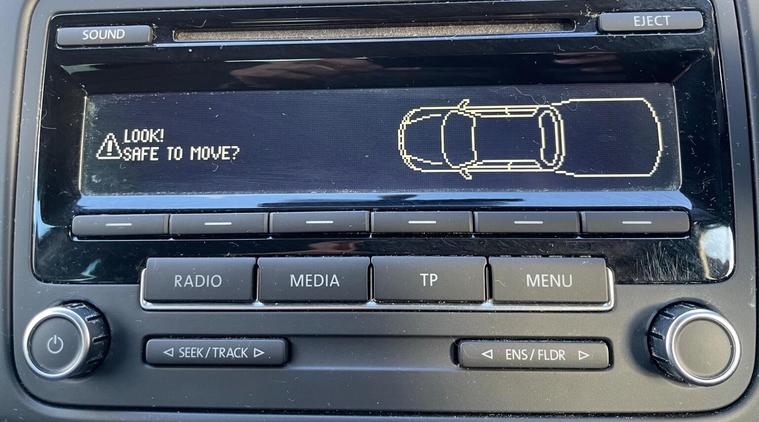 SOUND
EJECT
LOOK!
SAFE TO MOVE?
RADIO
MEDIA
TP
MENU
SEEK/TRACK
ENS/FLDR